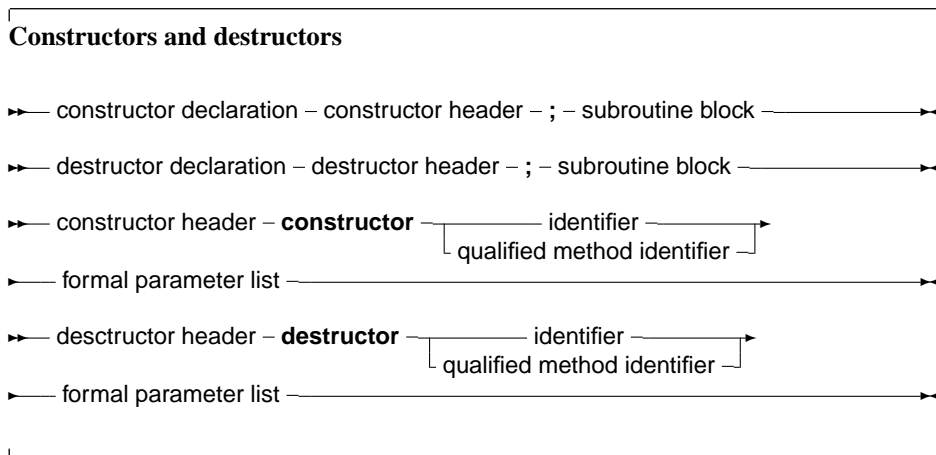 Constructors and destructors
constructor declaration – constructor header – ; – subroutine block
destructor declaration – destructor header – ; – subroutine block
constructor header – constructor – identifier
qualified method identifier
formal parameter list
desctructor header – destructor – identifier
qualified method identifier
formal parameter list